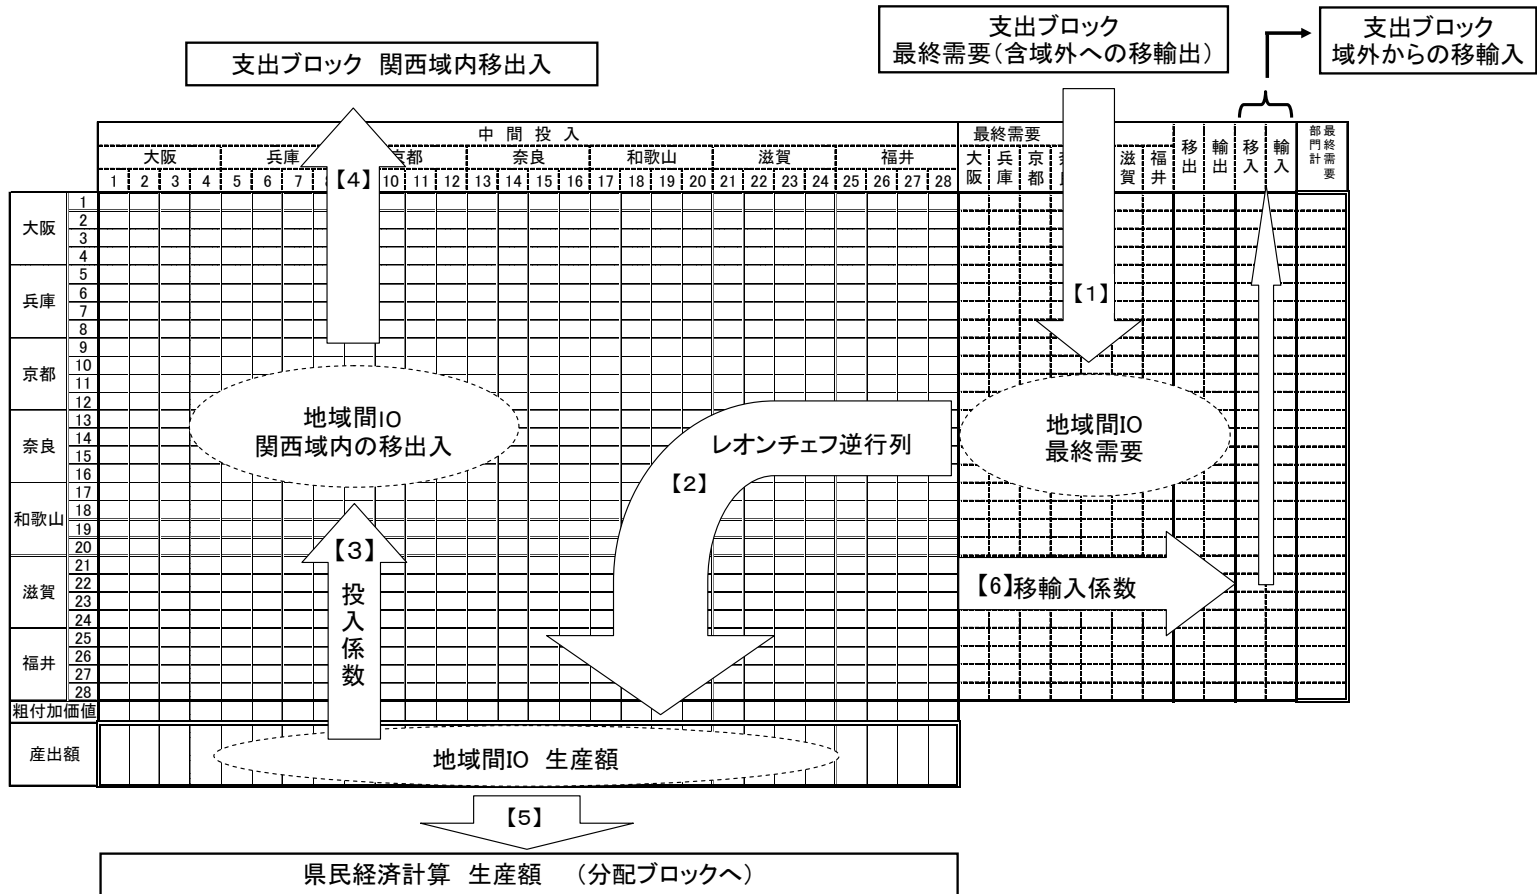 支出ブロック 関西域内移出入
支出ブロック
最終需要(含域外への移輸出)
支出ブロック
域外からの移輸入
中 間 投 入
最終需要
大阪 兵庫 京都 奈良 和歌山 滋賀 福井
大阪 兵庫 京都 滋賀 福井 移出 輸出 移入 輸入 最終需要部門計
1 2 3 4 5 6 7 8 10 11 12 13 14 15 16 17 18 19 20 21 22 23 24 25 26 27 28
【4】
大阪
1
2
3
4
兵庫
5
6
7
8
【1】
京都
9
10
11
12
奈良
13
14
15
16
地域間IO
関西域内の移出入
レオンチェフ逆行列
【2】
地域間IO
最終需要
和歌山
17
18
19
20
【3】
投入係数
滋賀
21
22
23
24
【6】移輸入係数
福井
25
26
27
28
粗付加価値
産出額
地域間IO 生産額
【5】
県民経済計算 生産額 (分配ブロックへ)